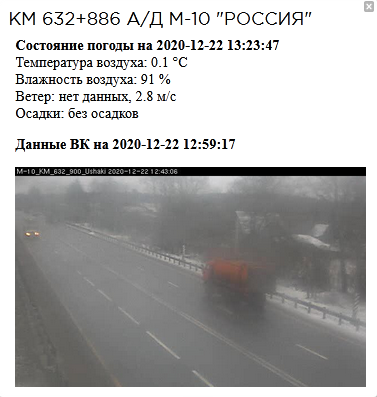 КМ 632+886 А/Д М-10 "РОССИЯ"
Состояние погоды на 2020-12-22 13:23:47
Температура воздуха: 0.1 °C
Влажность воздуха: 91 %
Ветер: нет данных, 2.8 м/с
Осадки: без осадков
Данные ВК на 2020-12-22 12:59:17
M-10_KM_632_900_Ushaki 2020-12-22 12:43:06